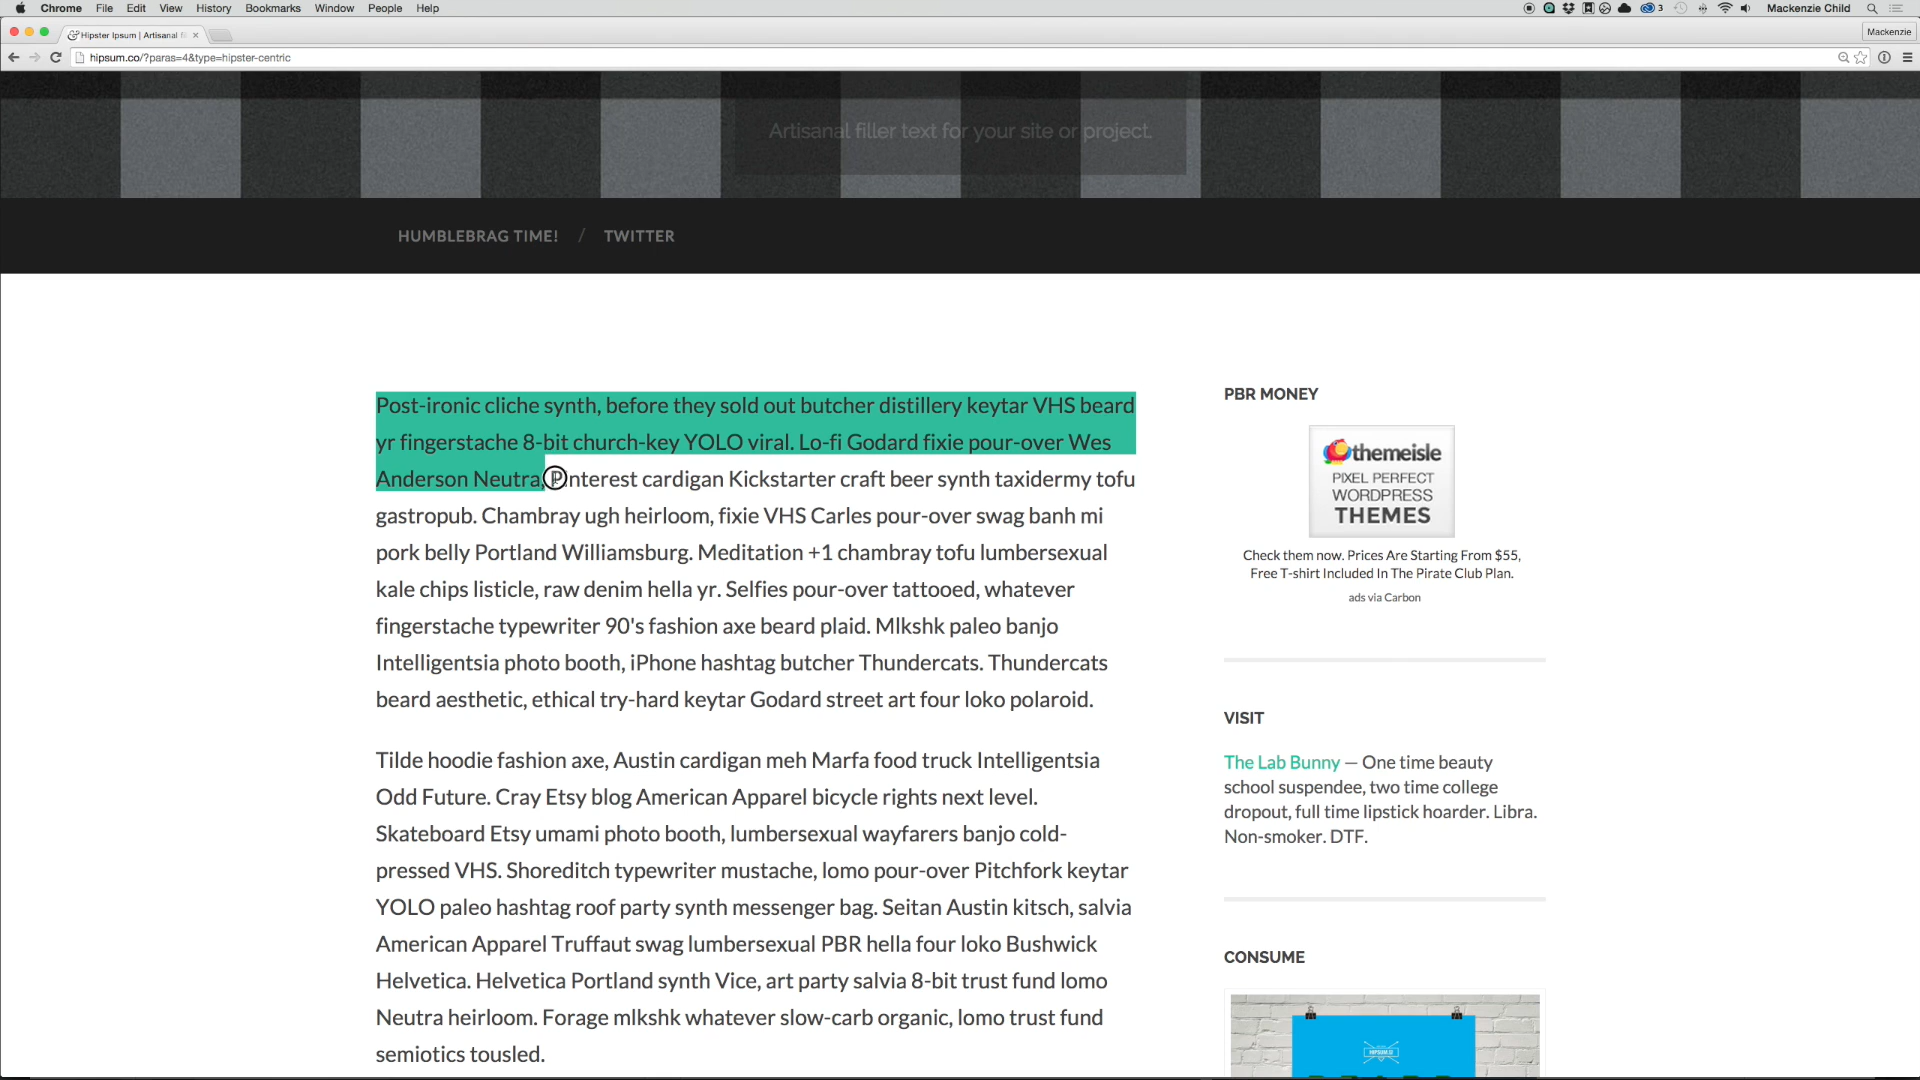 Chrome File Edit View History Bookmarks Window People Help
3 Mackenzie Child
Hipster Ipsum | Artisanal fi
Mackenzie
hipsum.co/?paras=4&type=hipster-centric
Artisanal filler text for your site or project.
HUMBLEBRAG TIME! / TWITTER
Post-ironic cliche synth, before they sold out butcher distillery keytar VHS beard
yr fingerstache 8-bit church-key YOLO viral. Lo-fi Godard fixie pour-over Wes
Anderson Neutra, Pinterest cardigan Kickstarter craft beer synth taxidermy tofu
gastropub. Chambray ugh heirloom, fixie VHS Carles pour-over swag banh mi
pork belly Portland Williamsburg. Meditation +1 chambray tofu lumbersexual
kale chips listicle, raw denim hella yr. Selfies pour-over tattooed, whatever
fingerstache typewriter 90's fashion axe beard plaid. Mlkshk paleo banjo
Intelligentsia photo booth, iPhone hashtag butcher Thundercats. Thundercats
beard aesthetic, ethical try-hard keytar Godard street art four loko polaroid.
Tilde hoodie fashion axe, Austin cardigan meh Marfa food truck Intelligentsia
Odd Future. Cray Etsy blog American Apparel bicycle rights next level.
Skateboard Etsy umami photo booth, lumbersexual wayfarers banjo cold-
pressed VHS. Shoreditch typewriter mustache, lomo pour-over Pitchfork keytar
YOLO paleo hashtag roof party synth messenger bag. Seitan Austin kitsch, salvia
American Apparel Truffaut swag lumbersexual PBR hella four loko Bushwick
Helvetica. Helvetica Portland synth Vice, art party salvia 8-bit trust fund lomo
Neutra heirloom. Forage mlkshk whatever slow-carb organic, lomo trust fund
semiotics tousled.
PBR MONEY
themeisle
PIXEL PERFECT
WORDPRESS
THEMES
Check them now. Prices Are Starting From $55,
Free T-shirt Included In The Pirate Club Plan.
ads via Carbon
VISIT
The Lab Bunny — One time beauty
school suspendee, two time college
dropout, full time lipstick hoarder. Libra.
Non-smoker. DTF.
CONSUME